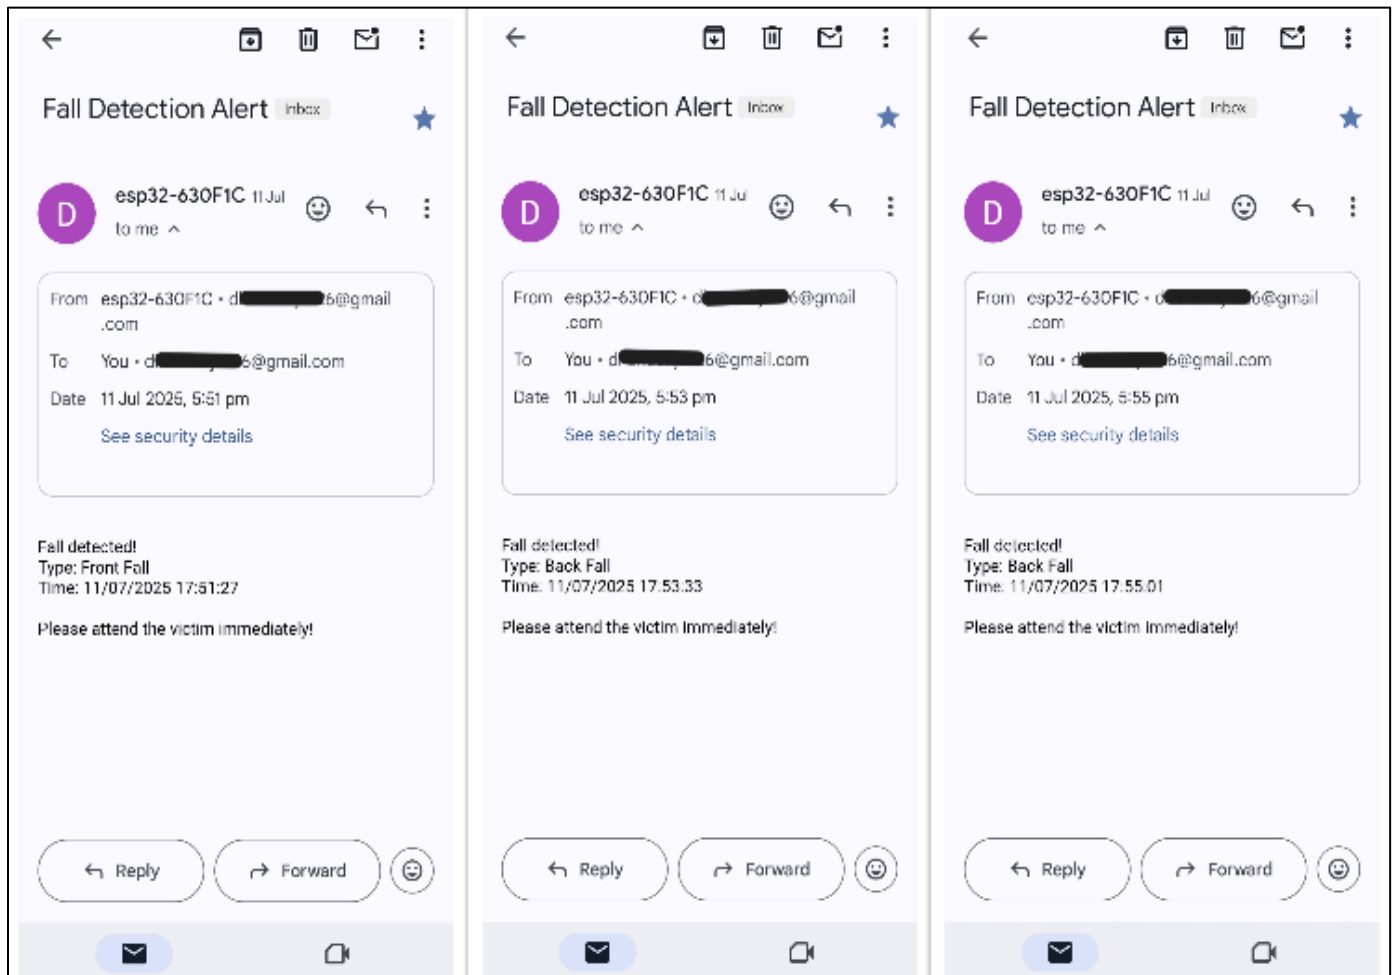 Fall Detection Alert Inbox
D
esp32-630F1C 11 Jul
to me
From esp32-630F1C • d 6@gmail
.com
To You • d 6@gmail.com
Date 11 Jul 2025, 5:51 pm
See security details
Fall detected!
Type: Front Fall
Time: 11/07/2025 17:51:27
Please attend the victim immediately!
Reply Forward
Fall Detection Alert Inbox
D
esp32-630F1C 11 Jul
to me
From esp32-630F1C • d 6@gmail
.com
To You • d 6@gmail.com
Date 11 Jul 2025, 5:53 pm
See security details
Fall detected!
Type: Back Fall
Time: 11/07/2025 17:53:33
Please attend the victim immediately!
Reply Forward
Fall Detection Alert Inbox
D
esp32-630F1C 11 Jul
to me
From esp32-630F1C • d 6@gmail
.com
To You • d 6@gmail.com
Date 11 Jul 2025, 5:55 pm
See security details
Fall detected!
Type: Back Fall
Time: 11/07/2025 17:55:01
Please attend the victim immediately!
Reply Forward